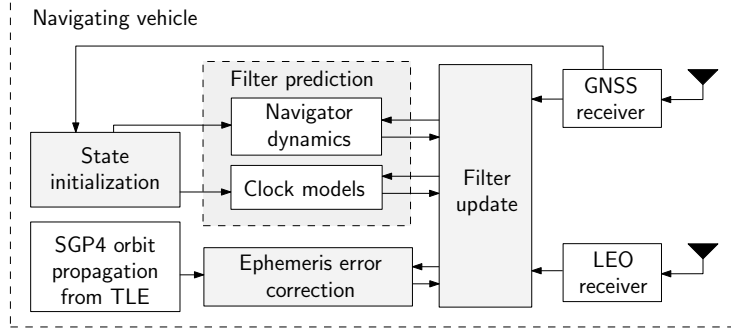 Navigating vehicle
Filter prediction
Navigator
dynamics
Clock models
State
initialization
SGP4 orbit
propagation
from TLE
Ephemeris error
correction
Filter
update
GNSS
receiver
LEO
receiver